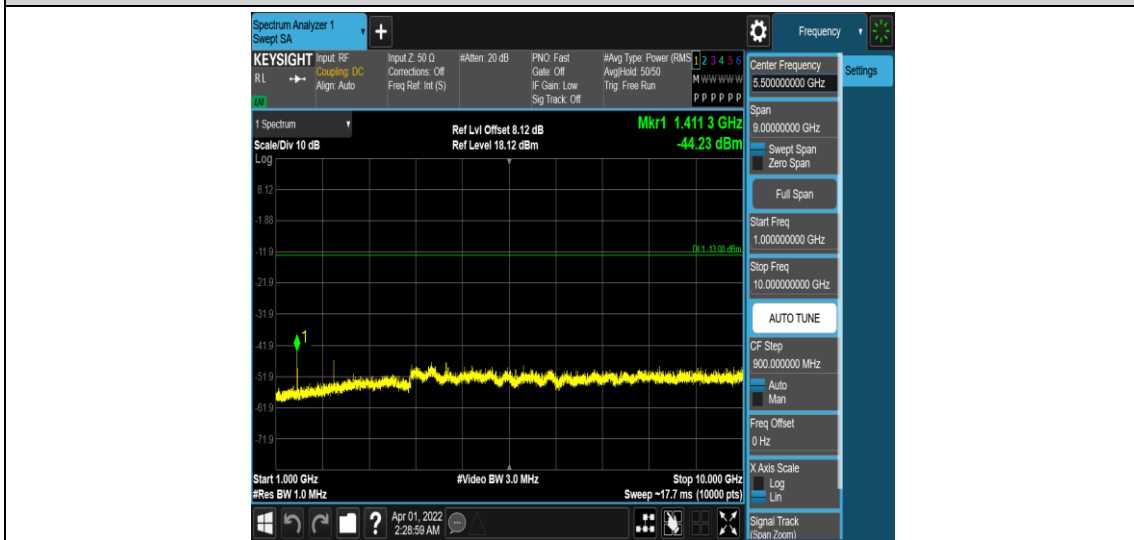 Spectrum Analyzer 1
Swept SA
+
Frequency
KEYSIGHT
RL
LXI
Input: RF
Coupling: DC
Align: Auto
Input Z: 50 Ω
Corrections: Off
Freq Ref: Int (S)
#Atten: 20 dB
PNO: Fast
Gate: Off
IF Gain: Low
Sig Track: Off
#Avg Type: Power (RMS
Avg|Hold: 50/50
Trig: Free Run
1 2 3 4 5 6
M W W W W W
P P P P P P
1 Spectrum
Scale/Div 10 dB
Ref Lvl Offset 8.12 dB
Ref Level 18.12 dBm
Mkr1 1.411 3 GHz
-44.23 dBm
Log
8.12
-1.88
-11.9
DL1 -13.00 dBm
-21.9
-31.9
1
-41.9
-51.9
-61.9
-71.9
Start 1.000 GHz
#Video BW 3.0 MHz
Stop 10.000 GHz
#Res BW 1.0 MHz
Sweep ~17.7 ms (10000 pts)
?
Apr 01, 2022
2:28:59 AM
Center Frequency
5.500000000 GHz
Settings
Span
9.00000000 GHz
Swept Span
Zero Span
Full Span
Start Freq
1.000000000 GHz
Stop Freq
10.000000000 GHz
AUTO TUNE
CF Step
900.000000 MHz
Auto
Man
Freq Offset
0 Hz
X Axis Scale
Log
Lin
Signal Track
(Span Zoom)